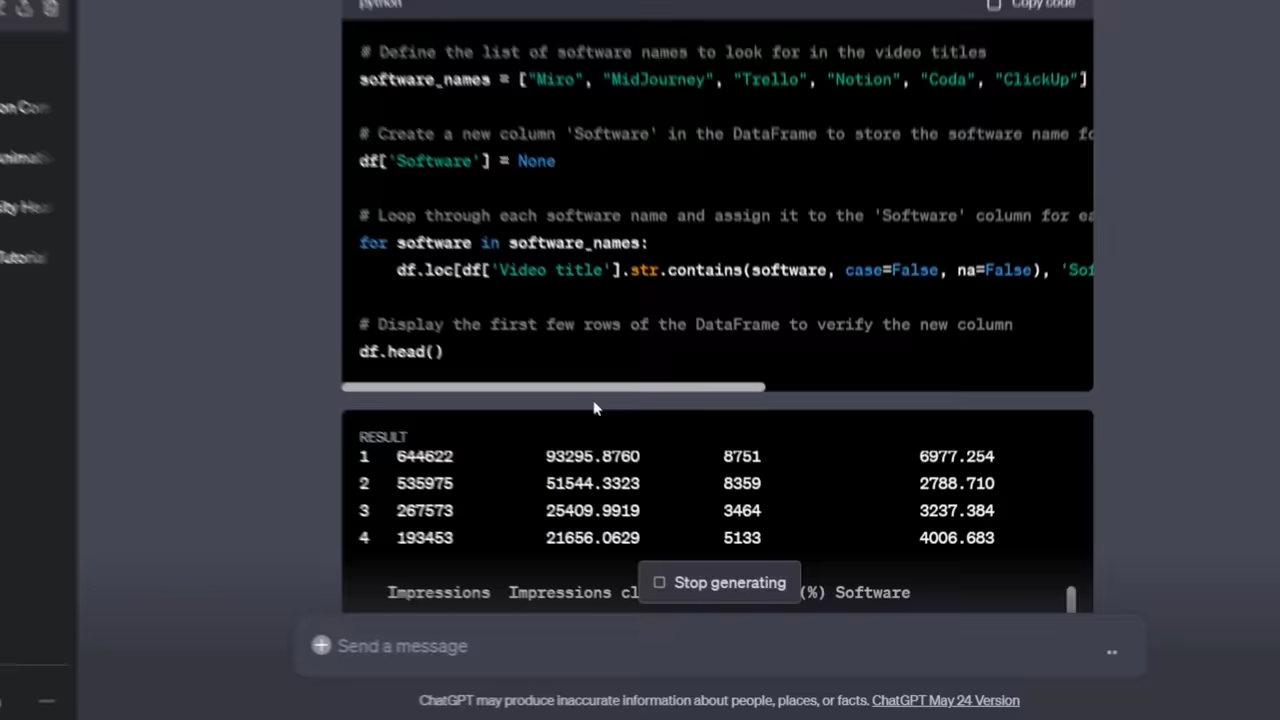 python
Copy code
# Define the list of software names to look for in the video titles
software_names = ["Miro", "MidJourney", "Trello", "Notion", "Coda", "ClickUp"]
# Create a new column 'Software' in the DataFrame to store the software name fo
df['Software'] = None
# Loop through each software name and assign it to the 'Software' column for ea
for software in software_names:
df.loc[df['Video title'].str.contains(software, case=False, na=False), 'Sof
# Display the first few rows of the DataFrame to verify the new column
df.head()
RESULT
1 644622 93295.8760 8751 6977.254
2 535975 51544.3323 8359 2788.710
3 267573 25409.9919 3464 3237.384
4 193453 21656.0629 5133 4006.683
Stop generating
Impressions Impressions cl (%) Software
Send a message
ChatGPT may produce inaccurate information about people, places, or facts. ChatGPT May 24 Version